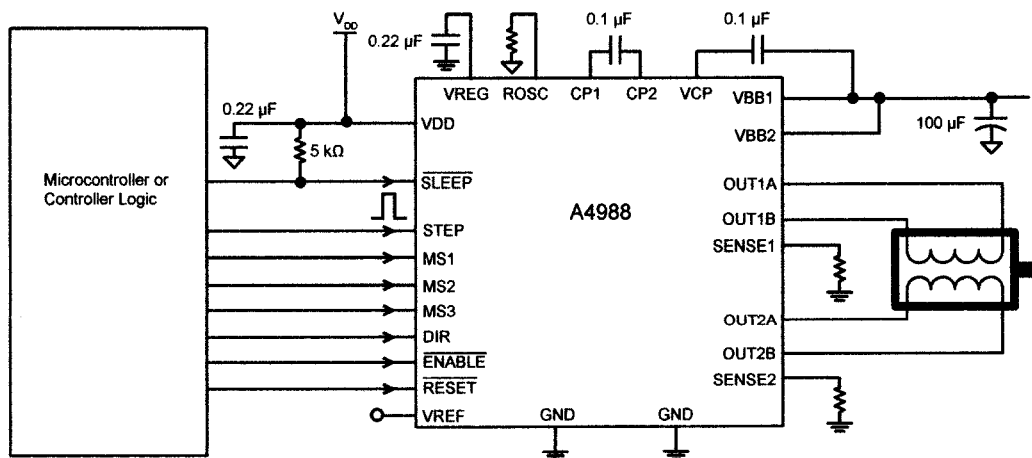 V_DD
0.1 µF
0.1 µF
0.22 µF
VREG ROSC CP1 CP2 VCP
VBB1
0.22 µF
VDD
100 µF
VBB2
5 kΩ
Microcontroller or
Controller Logic
SLEEP
OUT1A
A4988
OUT1B
STEP
SENSE1
MS1
MS2
MS3
OUT2A
DIR
OUT2B
ENABLE
SENSE2
RESET
VREF
GND GND